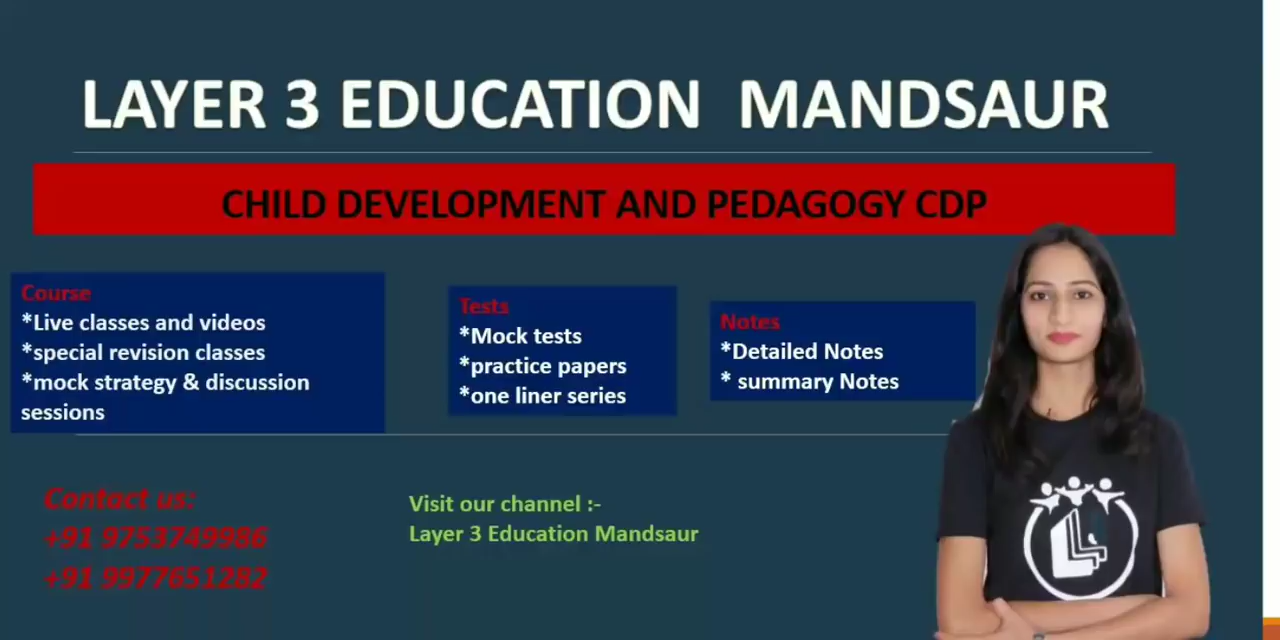 LAYER 3 EDUCATION MANDSAUR
CHILD DEVELOPMENT AND PEDAGOGY CDP
Course
*Live classes and videos
*special revision classes
*mock strategy & discussion
sessions
Tests
*Mock tests
*practice papers
*one liner series
Notes
*Detailed Notes
* summary Notes
Contact us:
+91 9753749986
+91 9977651282
Visit our channel :-
Layer 3 Education Mandsaur